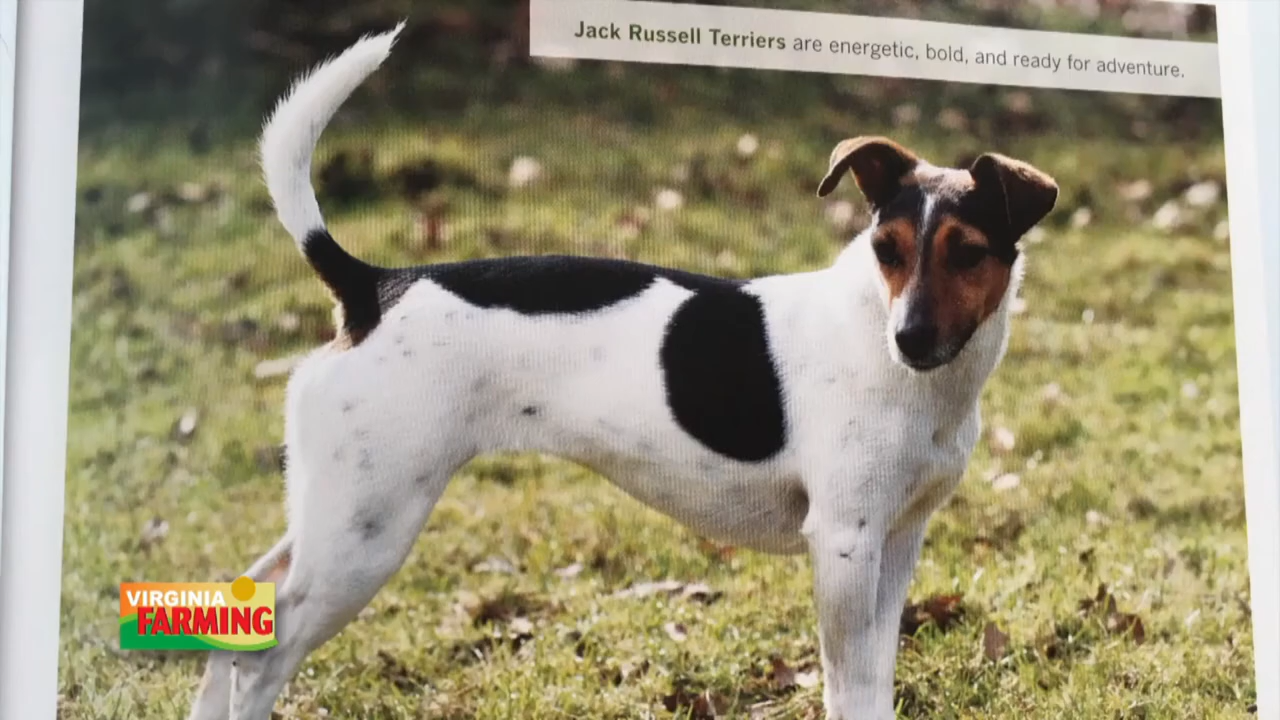 Jack Russell Terriers are energetic, bold, and ready for adventure.
VIRGINIA
FARMING